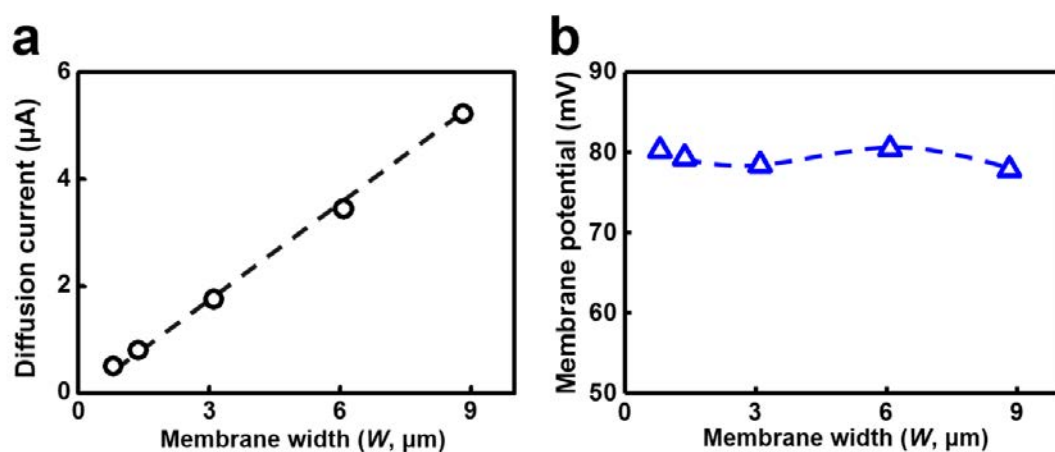 a
Diffusion current (μA)
6
4
2
0
0 3 6 9
Membrane width (W, μm)
b
Membrane potential (mV)
90
80
70
60
50
0 3 6 9
Membrane width (W, μm)